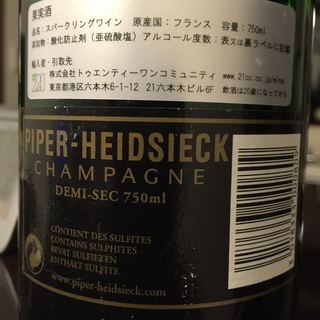 果実酒
品名：スパークリングワイン 原産国：フランス 容量：750ml
添加物：酸化防止剤（亜硫酸塩）アルコール度数：表又は裏ラベルに記載
輸入者：引取先
株式会社トゥエンティーワンコミュニティ www.21cc.co.jp/wine/
東京都港区六本木6-1-12 21六本木ビル6F 飲酒は20歳になってから
PIPER-HEIDSIECK
CHAMPAGNE
DEMI-SEC 750ml
CONTIENT DES SULFITES
CONTAINS SULPHITES
BEVAT SULFIETEN
ENTHÄLT SULFITE
www.piper-heidsieck.com